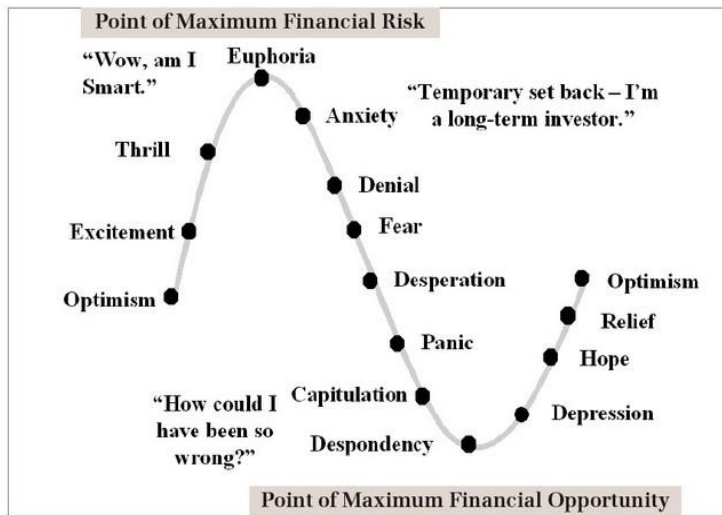 Point of Maximum Financial Risk
“Wow, am I
Smart.”
Euphoria
“Temporary set back – I’m
a long-term investor.”
Anxiety
Thrill
Denial
Fear
Excitement
Desperation
Optimism
Optimism
Relief
Panic
Hope
Capitulation
“How could I
have been so
wrong?”
Depression
Despondency
Point of Maximum Financial Opportunity